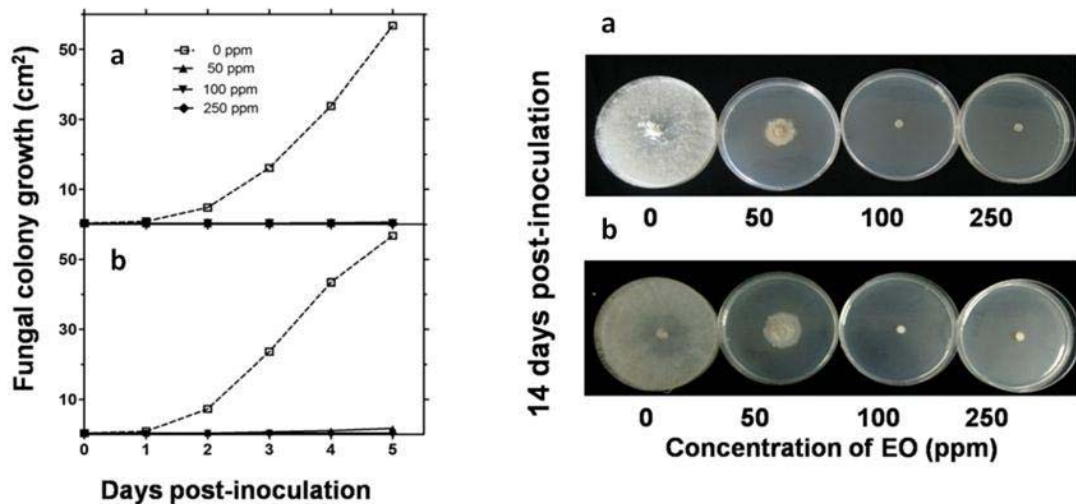 Fungal colony growth (cm²)
a
0 ppm
50 ppm
100 ppm
250 ppm
50
30
10
b
50
30
10
0 1 2 3 4 5
Days post-inoculation
14 days post-inoculation
a
0 50 100 250
b
0 50 100 250
Concentration of EO (ppm)